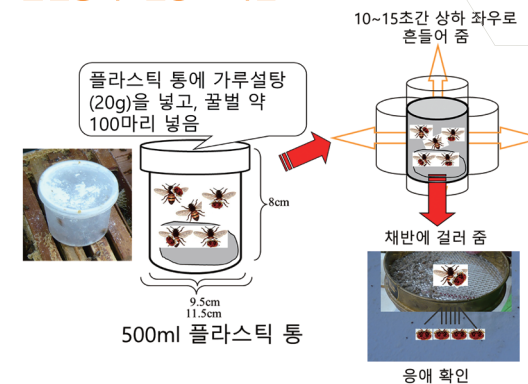 10~15초간 상하 좌우로
흔들어 줌
플라스틱 통에 가루설탕
(20g)을 넣고, 꿀벌 약
100마리 넣음
8cm
9.5cm
11.5cm
500ml 플라스틱 통
채반에 걸러 줌
응애 확인